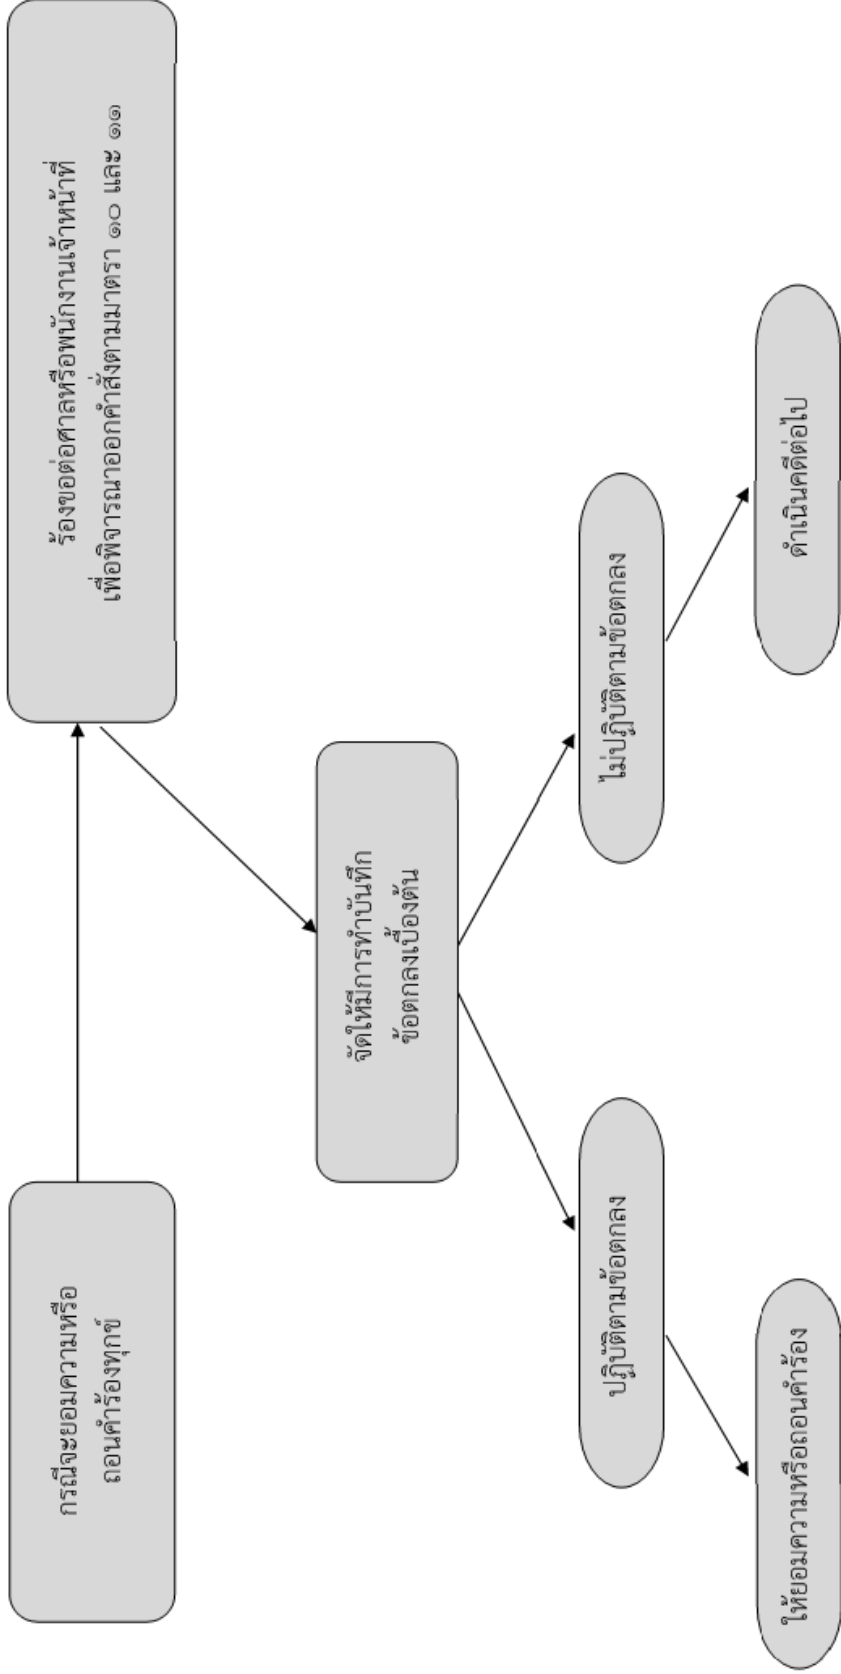 กรณีจะยอมความหรือ
ถอนคำร้องทุกข์
ร้องขอต่อศาลหรือพนักงานเจ้าหน้าที่
เพื่อพิจารณาออกคำสั่งตามมาตรา ๑๐ และ ๑๑
จัดให้มีการทำบันทึก
ข้อตกลงเบื้องต้น
ปฏิบัติตามข้อตกลง
ไม่ปฏิบัติตามข้อตกลง
ให้ยอมความหรือถอนคำร้อง
ดำเนินคดีต่อไป